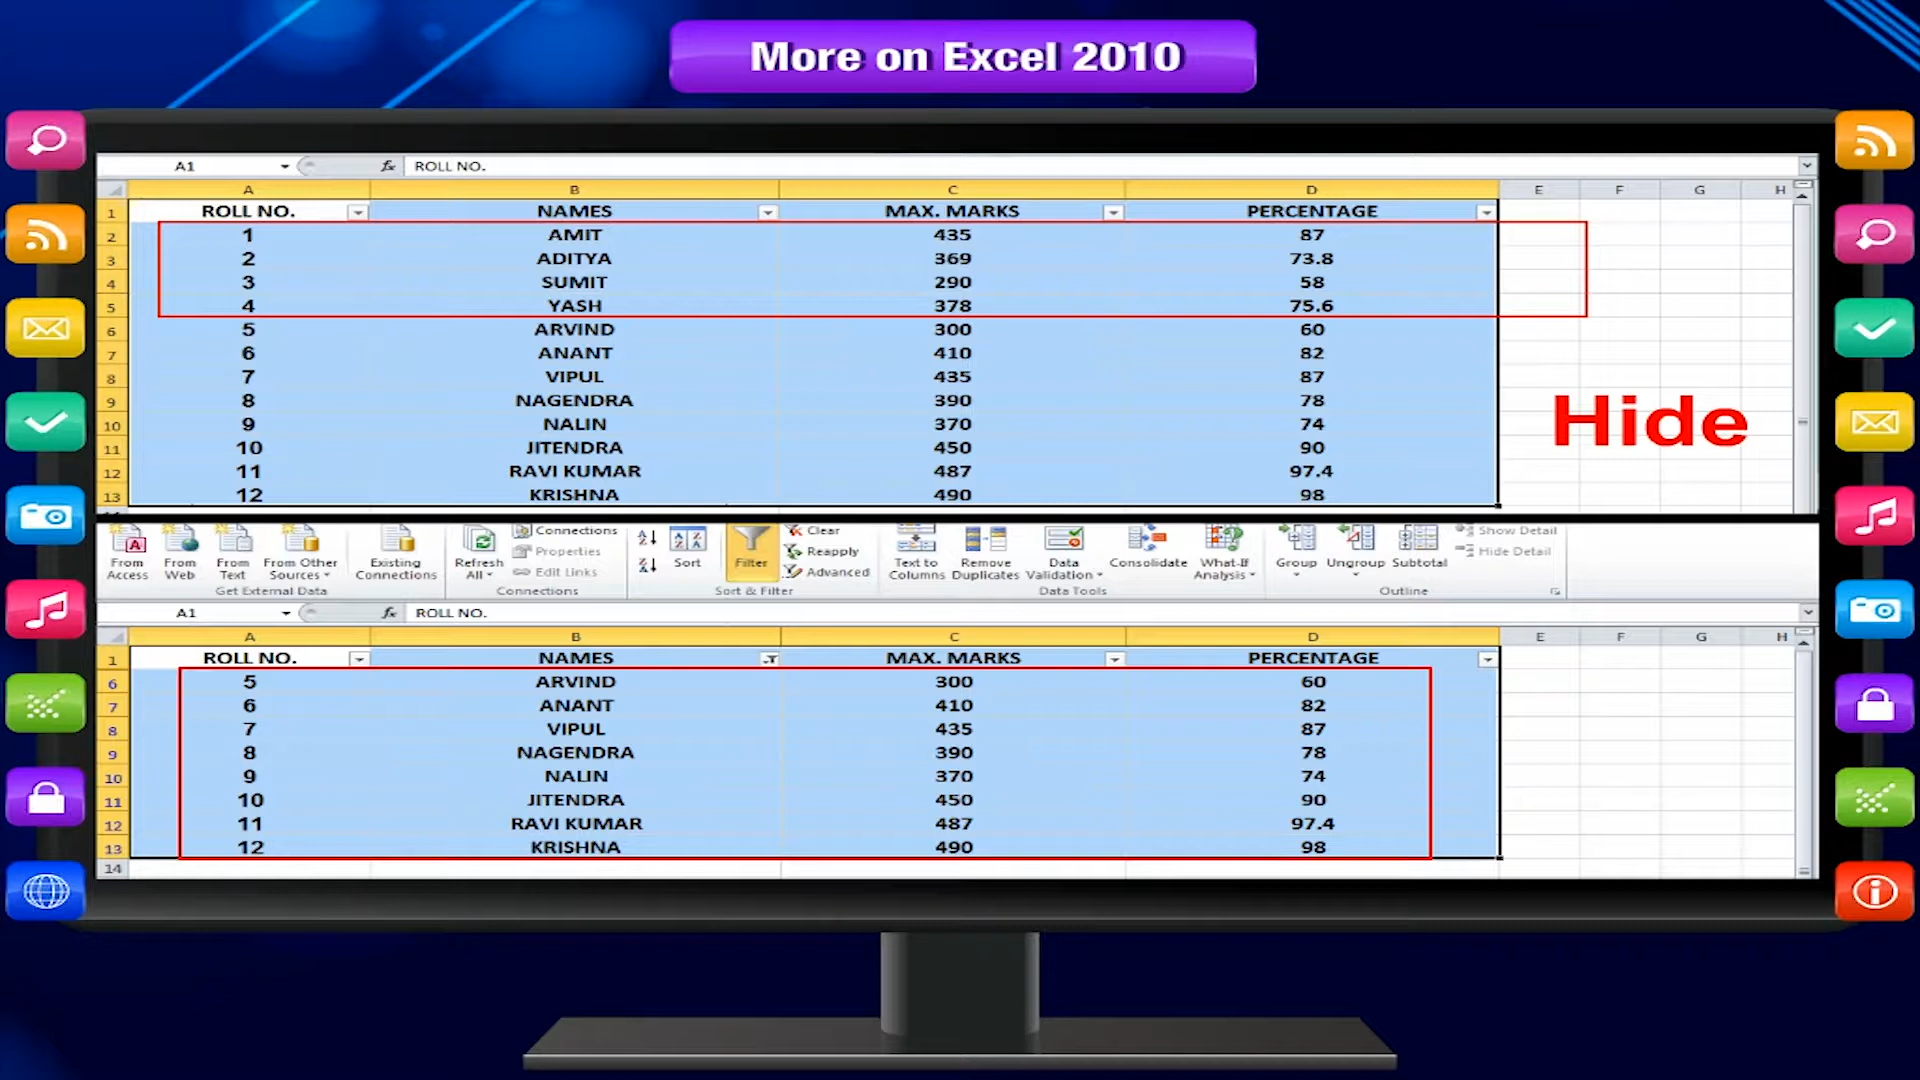 More on Excel 2010
A1 fx ROLL NO.
A B C D E F G H
1 ROLL NO. NAMES MAX. MARKS PERCENTAGE
2 1 AMIT 435 87
3 2 ADITYA 369 73.8
4 3 SUMIT 290 58
5 4 YASH 378 75.6
6 5 ARVIND 300 60
7 6 ANANT 410 82
8 7 VIPUL 435 87
9 8 NAGENDRA 390 78
10 9 NALIN 370 74
11 10 JITENDRA 450 90
12 11 RAVI KUMAR 487 97.4
13 12 KRISHNA 490 98
Hide
From Access
From Web
From Text
From Other Sources
Existing Connections
Get External Data
Refresh All
Connections
Properties
Edit Links
Connections
Sort
Filter
Clear
Reapply
Advanced
Sort & Filter
Text to Columns
Remove Duplicates
Data Validation
Consolidate
What-If Analysis
Data Tools
Group
Ungroup
Subtotal
Show Detail
Hide Detail
Outline
A1 fx ROLL NO.
A B C D E F G H
1 ROLL NO. NAMES MAX. MARKS PERCENTAGE
6 5 ARVIND 300 60
7 6 ANANT 410 82
8 7 VIPUL 435 87
9 8 NAGENDRA 390 78
10 9 NALIN 370 74
11 10 JITENDRA 450 90
12 11 RAVI KUMAR 487 97.4
13 12 KRISHNA 490 98
14